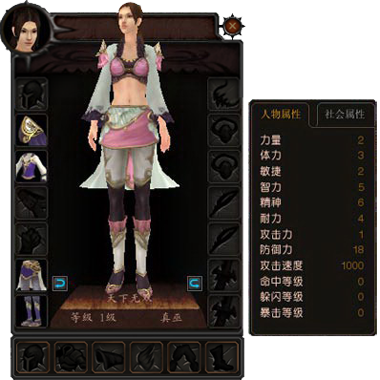 天下无双
等级 1级 真巫
人物属性 社会属性
力量 2
体力 3
敏捷 2
智力 5
精神 6
耐力 4
攻击力 1
防御力 18
攻击速度 1000
命中等级 0
躲闪等级 0
暴击等级 0